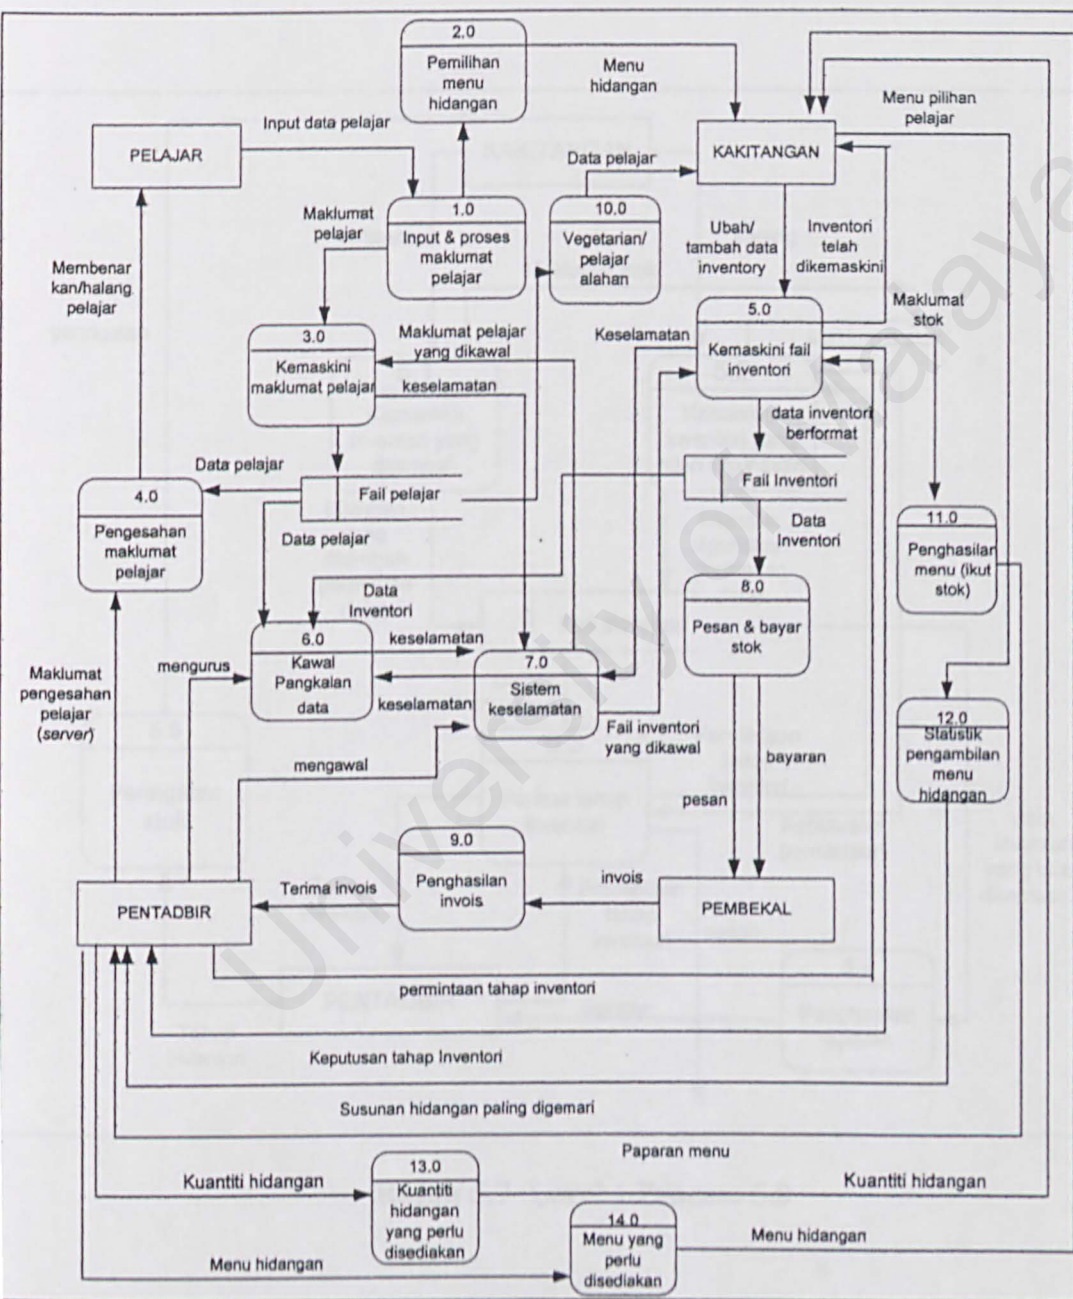 2.0
Pemilihan
menu
hidangan
Menu
hidangan
Menu pilihan
pelajar
Input data pelajar
PELAJAR
Data pelajar
KAKITANGAN
Maklumat
pelajar
1.0
Input & proses
maklumat
pelajar
10.0
Vegetarian/
pelajar
alahan
Ubah/
tambah data
inventory
Inventori
telah
dikemaskini
Membenar
kan/halang
pelajar
3.0
Kemaskini
maklumat pelajar
Maklumat pelajar
yang dikawal
keselamatan
Keselamatan
5.0
Kemaskini fail
inventori
Maklumat
stok
data inventori
berformat
Data pelajar
Fail pelajar
Fail Inventori
4.0
Pengesahan
maklumat
pelajar
Data pelajar
Data
Inventori
11.0
Penghasilan
menu (ikut
stok)
Data
Inventori
8.0
Pesan & bayar
stok
6.0
Kawal
Pangkalan
data
keselamatan
7.0
Sistem
keselamatan
keselamatan
mengurus
Maklumat
pengesahan
pelajar
(server)
Fail inventori
yang dikawal
12.0
Statistik
pengambilan
menu
hidangan
mengawal
bayaran
pesan
9.0
Penghasilan
invois
Terima invois
invois
PENTADBIR
PEMBEKAL
permintaan tahap inventori
Keputusan tahap Inventori
Susunan hidangan paling digemari
Paparan menu
Kuantiti hidangan
13.0
Kuantiti
hidangan
yang perlu
disediakan
Kuantiti hidangan
Menu hidangan
14.0
Menu yang
perlu
disediakan
Menu hidangan
University of Malaya